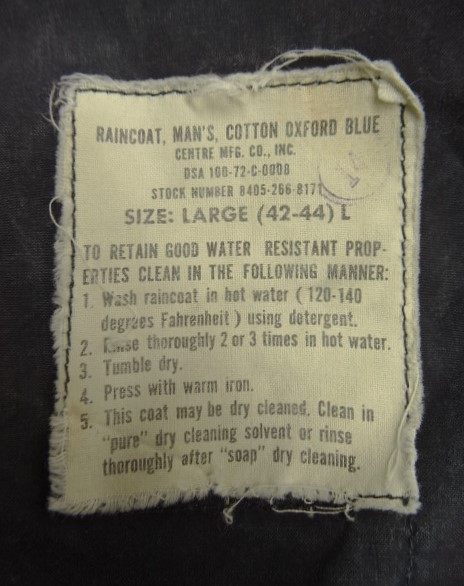 RAINCOAT, MAN'S, COTTON OXFORD BLUE
CENTRE MFG. CO., INC.
DSA 100-72-C-0008
STOCK NUMBER 8405-266-8171
SIZE: LARGE (42-44) L
TO RETAIN GOOD WATER RESISTANT PROP-
ERTIES CLEAN IN THE FOLLOWING MANNER:
1. Wash raincoat in hot water (120-140
degrees Fahrenheit) using detergent.
2. Rinse thoroughly 2 or 3 times in hot water.
3. Tumble dry.
4. Press with warm iron.
5. This coat may be dry cleaned. Clean in
"pure" dry cleaning solvent or rinse
thoroughly after "soap" dry cleaning.